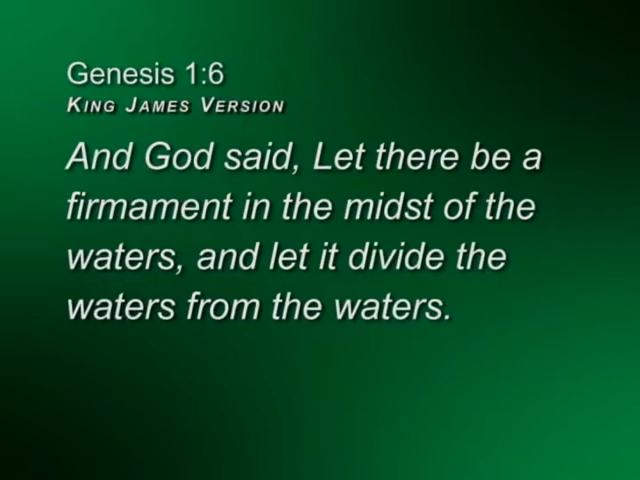 Genesis 1:6
KING JAMES VERSION
And God said, Let there be a
firmament in the midst of the
waters, and let it divide the
waters from the waters.